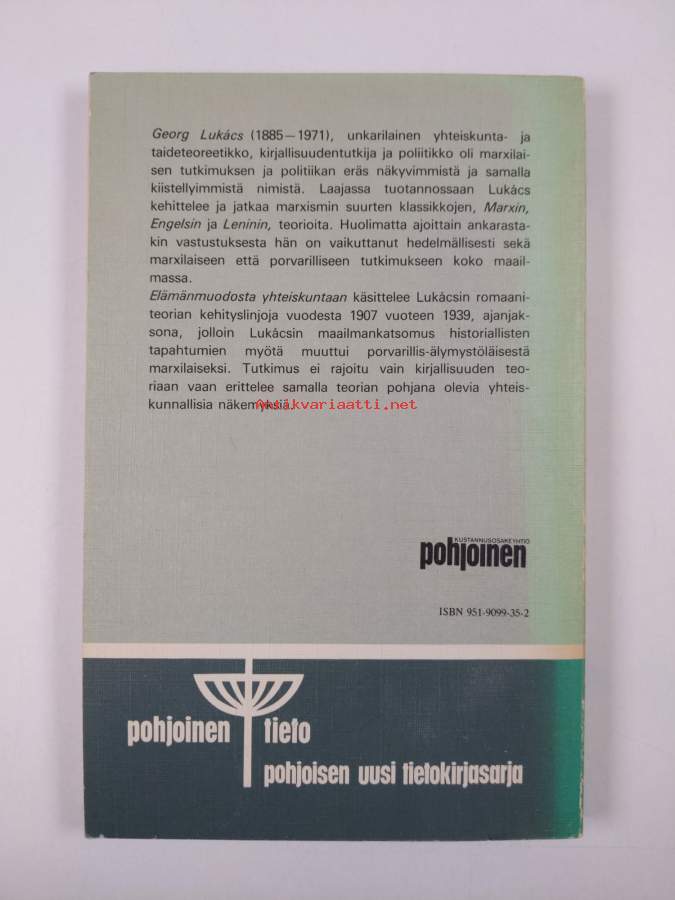 Georg Lukács (1885—1971), unkarilainen yhteiskunta- ja
taideteoreetikko, kirjallisuudentutkija ja poliitikko oli marxilai-
sen tutkimuksen ja politiikan eräs näkyvimmistä ja samalla
kiistellyimmistä nimistä. Laajassa tuotannossaan Lukács
kehittelee ja jatkaa marxismin suurten klassikkojen, Marxin,
Engelsin ja Leninin, teorioita. Huolimatta ajoittain ankarasta-
kin vastustuksesta hän on vaikuttanut hedelmällisesti sekä
marxilaiseen että porvarilliseen tutkimukseen koko maail-
massa.
Elämänmuodosta yhteiskuntaan käsittelee Lukácsin romaani-
teorian kehityslinjoja vuodesta 1907 vuoteen 1939, ajanjak-
sona, jolloin Lukácsin maailmankatsomus historiallisten
tapahtumien myötä muuttui porvarillis-älymystöläisestä
marxilaiseksi. Tutkimus ei rajoitu vain kirjallisuuden teo-
riaan vaan erittelee samalla teorian pohjana olevia yhteis-
kunnallisia näkemyksiä.
Antikvariaatti.net
KUSTANNUSOSAKEYHTIÖ
pohjoinen
ISBN 951-9099-35-2
pohjoinen tieto
pohjoisen uusi tietokirjasarja